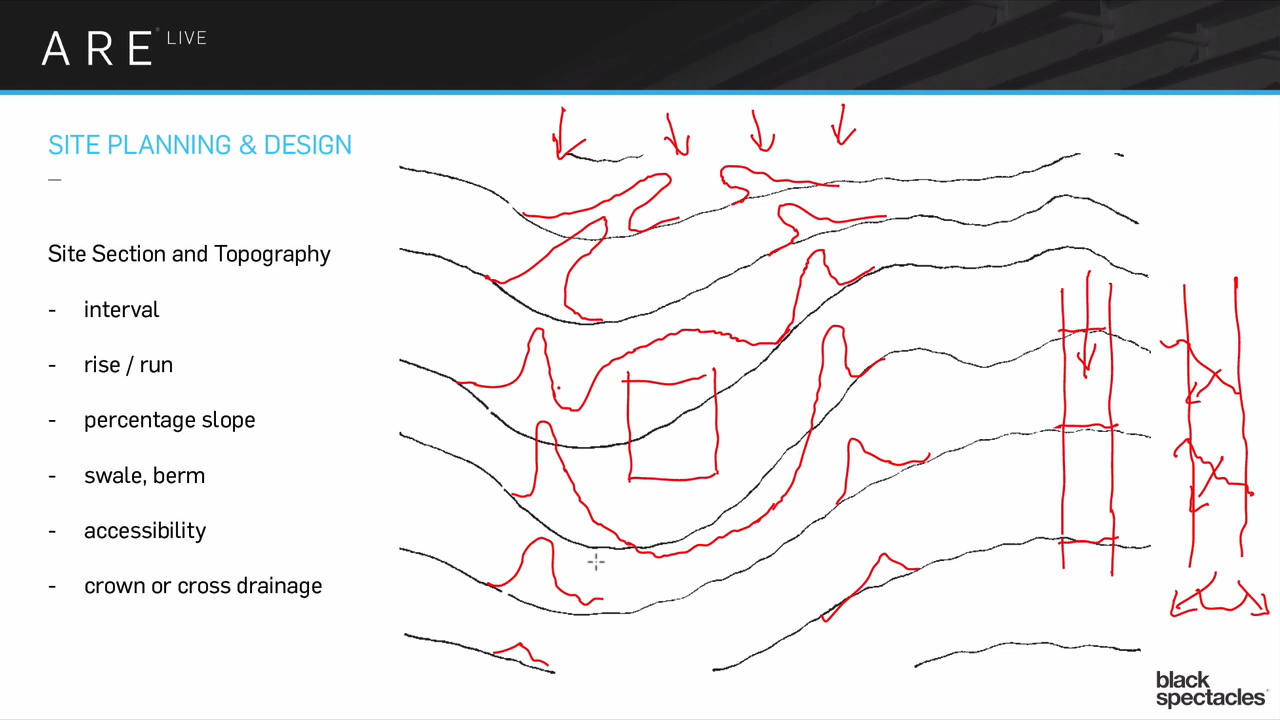 ARE LIVE
SITE PLANNING & DESIGN
Site Section and Topography
- interval
- rise / run
- percentage slope
- swale, berm
- accessibility
- crown or cross drainage
black
spectacles